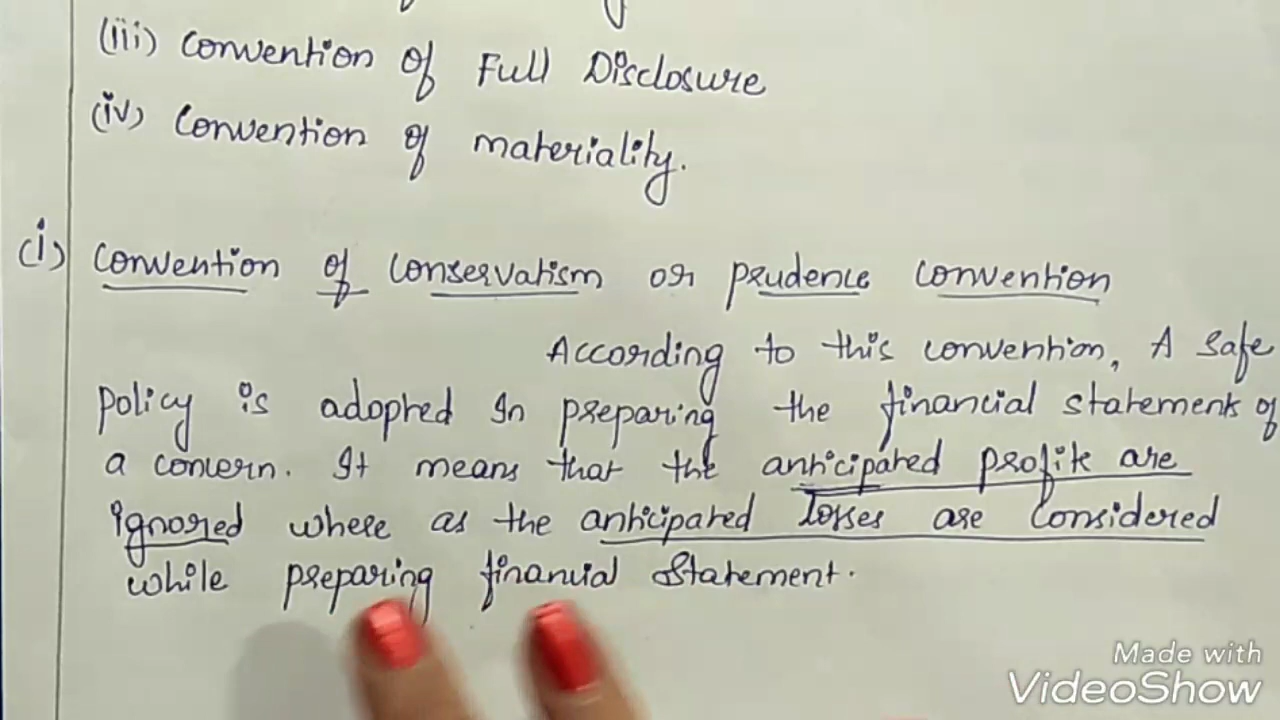 (iii) Convention of Full Disclosure
(iv) Convention of materiality.
(i) Convention of Conservatism or prudence convention
According to this convention, A safe
policy is adopted In preparing the financial statements of
a concern. It means that the anticipated profits are
ignored where as the anticipated losses are Considered
while preparing financial Statement.
Made with
VideoShow